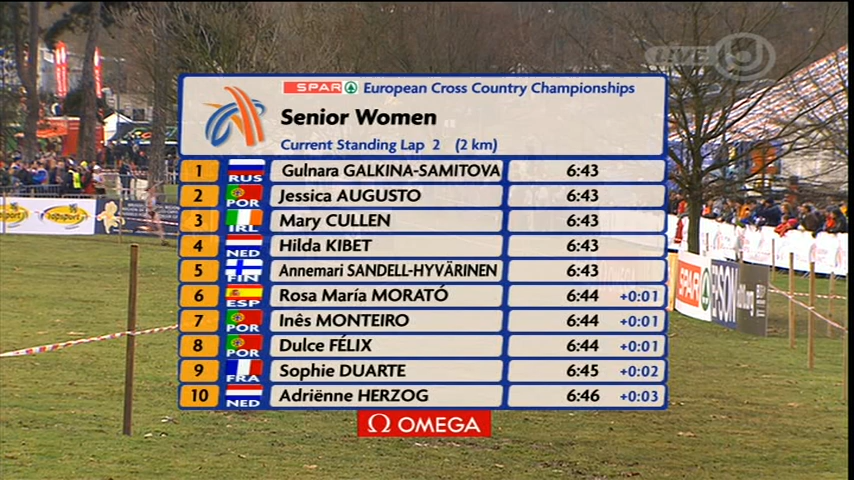 LIVE
SPAR European Cross Country Championships
Senior Women
Current Standing Lap 2 (2 km)
1 RUS Gulnara GALKINA-SAMITOVA 6:43
2 POR Jessica AUGUSTO 6:43
3 IRL Mary CULLEN 6:43
4 NED Hilda KIBET 6:43
5 FIN Annemari SANDELL-HYVÄRINEN 6:43
6 ESP Rosa María MORATÓ 6:44 +0:01
7 POR Inês MONTEIRO 6:44 +0:01
8 POR Dulce FÉLIX 6:44 +0:01
9 FRA Sophie DUARTE 6:45 +0:02
10 NED Adriënne HERZOG 6:46 +0:03
Ω OMEGA
topsport
topsport
SPAR
EPSON